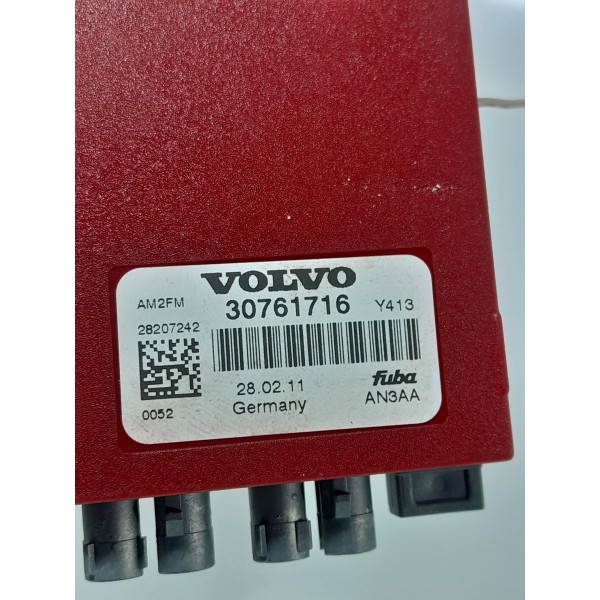 VOLVO
AM2FM 30761716 Y413
28207242
28.02.11 fuba
0052 Germany AN3AA